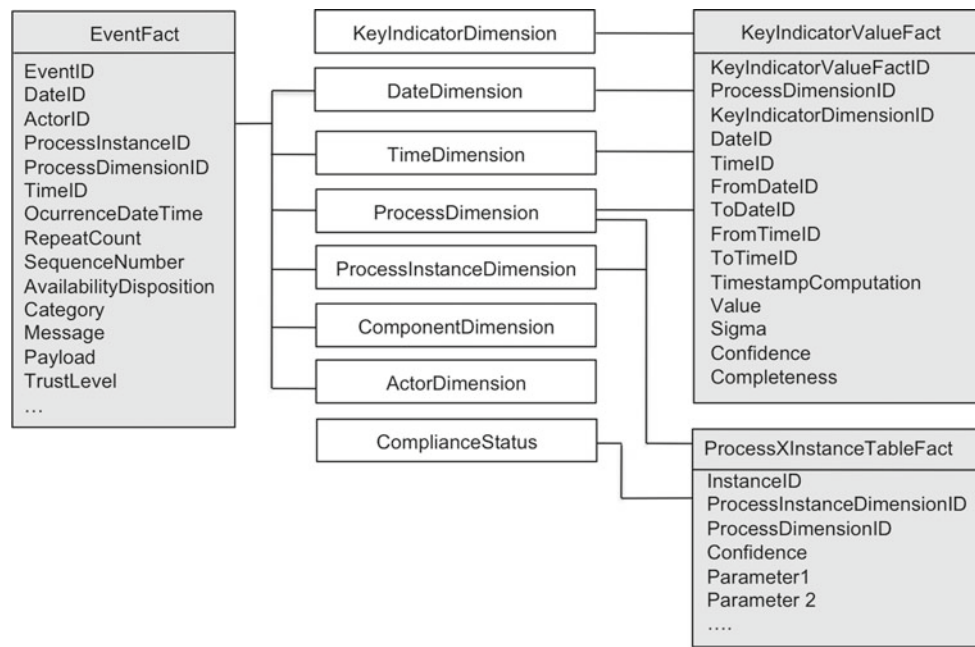 EventFact
EventID
DateID
ActorID
ProcessInstanceID
ProcessDimensionID
TimeID
OcurrenceDateTime
RepeatCount
SequenceNumber
AvailabilityDisposition
Category
Message
Payload
TrustLevel
…
KeyIndicatorDimension
DateDimension
TimeDimension
ProcessDimension
ProcessInstanceDimension
ComponentDimension
ActorDimension
ComplianceStatus
KeyIndicatorValueFact
KeyIndicatorValueFactID
ProcessDimensionID
KeyIndicatorDimensionID
DateID
TimeID
FromDateID
ToDateID
FromTimeID
ToTimeID
TimestampComputation
Value
Sigma
Confidence
Completeness
ProcessXInstanceTableFact
InstanceID
ProcessInstanceDimensionID
ProcessDimensionID
Confidence
Parameter1
Parameter 2
….